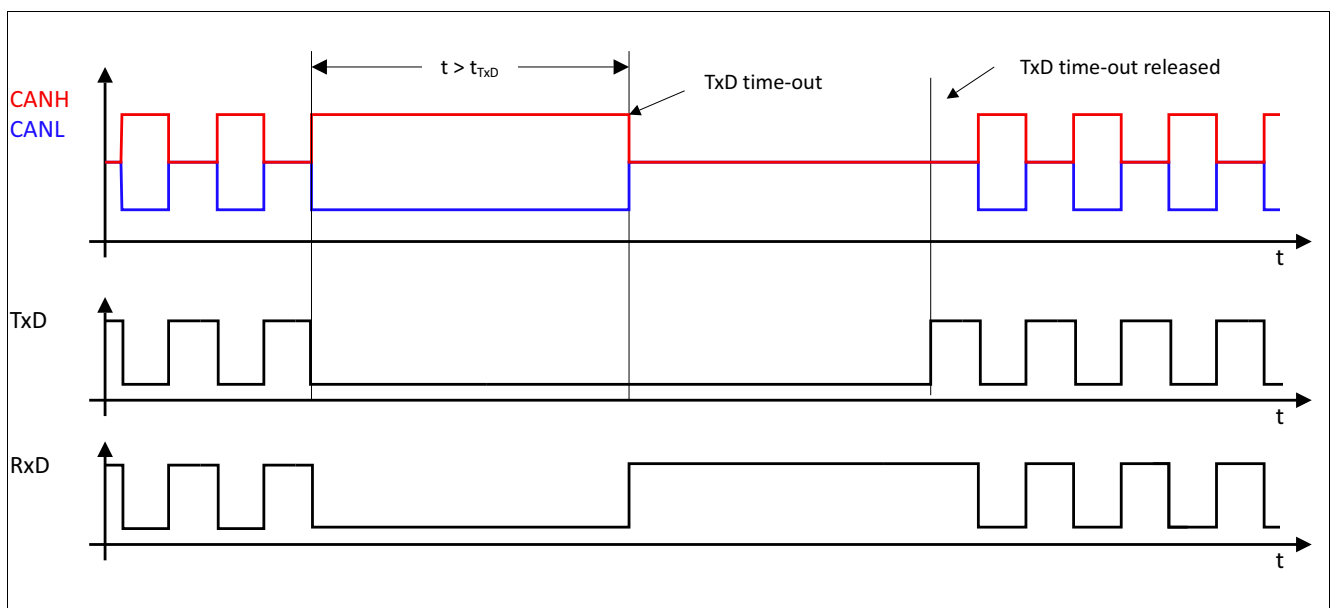 t > tTxD
TxD time-out
TxD time-out released
CANH
CANL
t
TxD
t
RxD
t